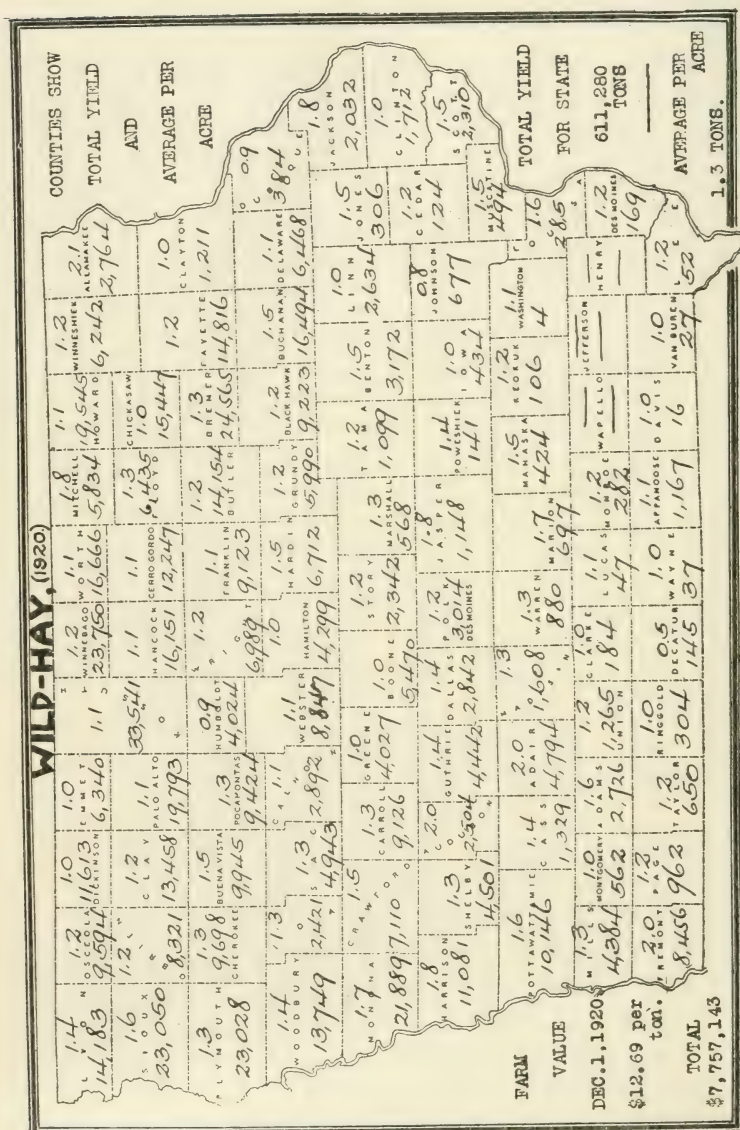 WILD-HAY, (1920)
COUNTIES SHOW
TOTAL YIELD
AND
AVERAGE PER
ACRE
1.4
LYON
14,183
1.2
OSCEOLA
9,594
1.0
11,613
DICKINSON
1.0
EMMET
6,340
1.1
33,541
1.2
WINNEBAGO
23,750
1.1
WORTH
16,666
1.8
MITCHELL
5,834
1.1
19,545
HOWARD
1.2
WINNESHIEK
6,242
2.1
ALLAMAKEE
2,764
1.6
SIOUX
23,050
1.2
8,321
1.2
CLAY
13,458
1.1
PALO ALTO
19,793
1.1
HANCOCK
16,151
1.1
CERRO GORDO
12,247
1.3
6,435
FLOYD
CHICKASAW
1.0
15,447
1.2
FAYETTE
14,816
1.0
CLAYTON
1,211
1.3
PLYMOUTH
23,028
1.3
9,698
CHEROKEE
1.5
BUENA VISTA
9,945
1.3
POCAHONTAS
9,424
0.9
HUMBOLDT
4,024
1.2
6,989
1.1
FRANKLIN
9,123
1.2
14,154
BUTLER
1.3
BREMER
24,565
1.4
WOODBURY
13,749
1.3
2,421
1.3
SAC
4,943
1.1
2,892
1.1
WEBSTER
8,847
1.0
HAMILTON
4,299
1.5
HARDIN
6,712
1.2
GRUNDY
5,990
1.2
BLACK HAWK
9,223
1.5
BUCHANAN
16,494
1.1
DELAWARE
6,468
0.9
384
1.8
JACKSON
2,032
1.7
MONONA
21,889
1.5
7,110
1.3
CARROLL
9,126
1.0
GREENE
4027
1.0
BOONE
5,470
1.2
STORY
2,342
1.3
MARSHALL
568
1.2
TAMA
1,099
1.5
BENTON
3,172
1.0
LINN
2,634
1.5
JONES
306
1.0
CLINTON
1,712
1.2
CEDAR
124
1.5
SCOTT
2,310
1.8
HARRISON
11,081
1.3
SHELBY
4,501
2.0
2,504
1.4
GUTHRIE
4,442
1.4
DALLAS
2,842
1.2
POLK
3,014
DES MOINES
1.8
JASPER
1,148
1.4
POWESHIEK
141
1.0
IOWA
434
0.8
JOHNSON
677
1.5
MUSCATINE
494
1.6
POTTAWATTAMIE
10,146
1.4
CASS
1,329
2.0
ADAIR
4,794
1.3
1,608
1.3
WARREN
880
1.7
MARION
697
1.5
MAHASKA
424
1.2
KEOKUK
106
1.1
WASHINGTON
4
1.6
285
1.3
MILLS
4,384
1.0
MONTGOMERY
562
1.6
ADAMS
2,726
1.2
1,265
UNION
1.0
CLARKE
184
1.1
LUCAS
47
1.2
MONROE
282
WAPELLO
JEFFERSON
HENRY
1.2
DES MOINES
169
2.0
FREMONT
8,456
1.2
PAGE
962
1.2
TAYLOR
650
1.0
RINGGOLD
304
0.5
DECATUR
145
1.0
WAYNE
37
1.1
APPANOOSE
1,167
1.0
DAVIS
16
1.0
VAN BUREN
27
1.2
LEE
52
FARM
VALUE
DEC.1,1920
$12.69 per
ton.
TOTAL
$7,757,143
TOTAL YIELD
FOR STATE
611,280
TONS
AVERAGE PER
ACRE
1.3 TONS.